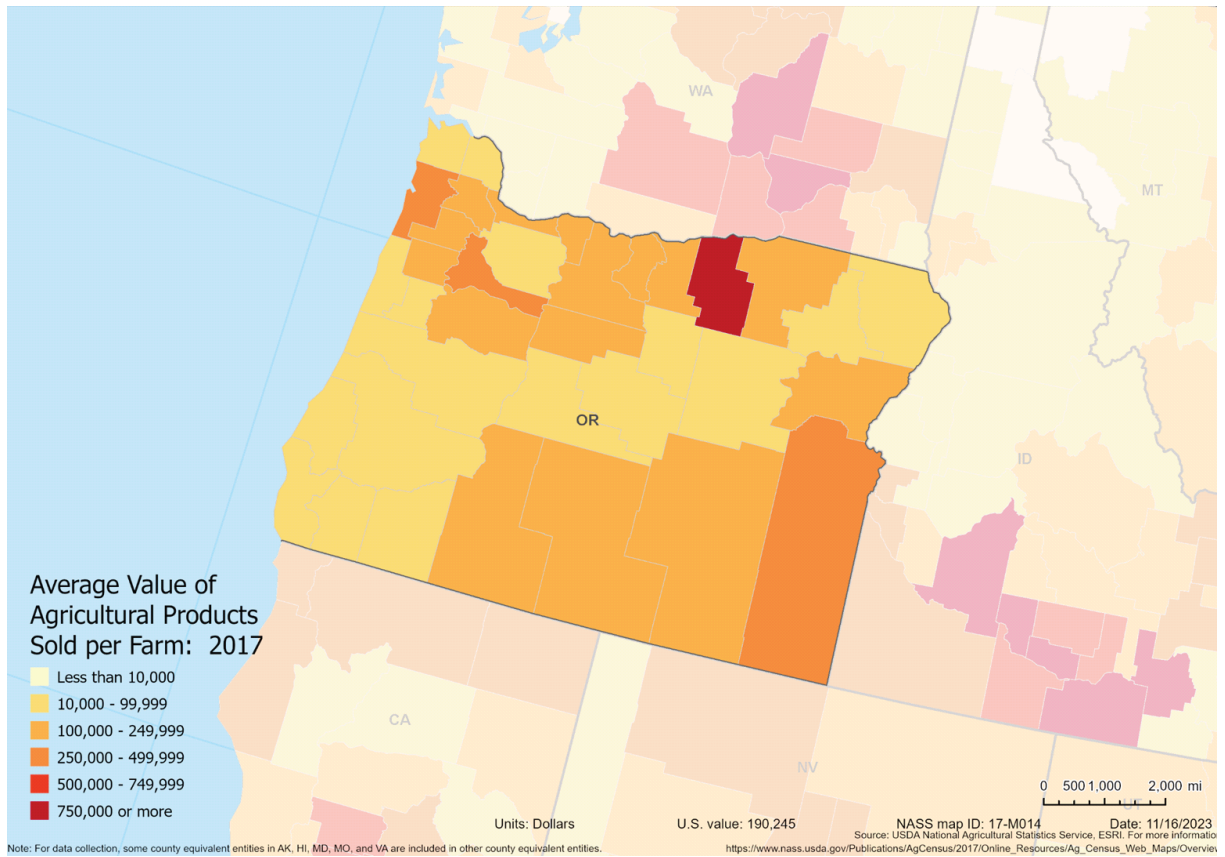 WA
MT
OR
ID
Average Value of
Agricultural Products
Sold per Farm:  2017
Less than 10,000
10,000 - 99,999
100,000 - 249,999
250,000 - 499,999
500,000 - 749,999
750,000 or more
CA
NV
UT
0 500 1,000 2,000 mi
Units: Dollars U.S. value: 190,245 NASS map ID: 17-M014 Date: 11/16/2023
Source: USDA National Agricultural Statistics Service, ESRI. For more informatio
Note: For data collection, some county equivalent entities in AK, HI, MD, MO, and VA are included in other county equivalent entities. https://www.nass.usda.gov/Publications/AgCensus/2017/Online_Resources/Ag_Census_Web_Maps/Overview